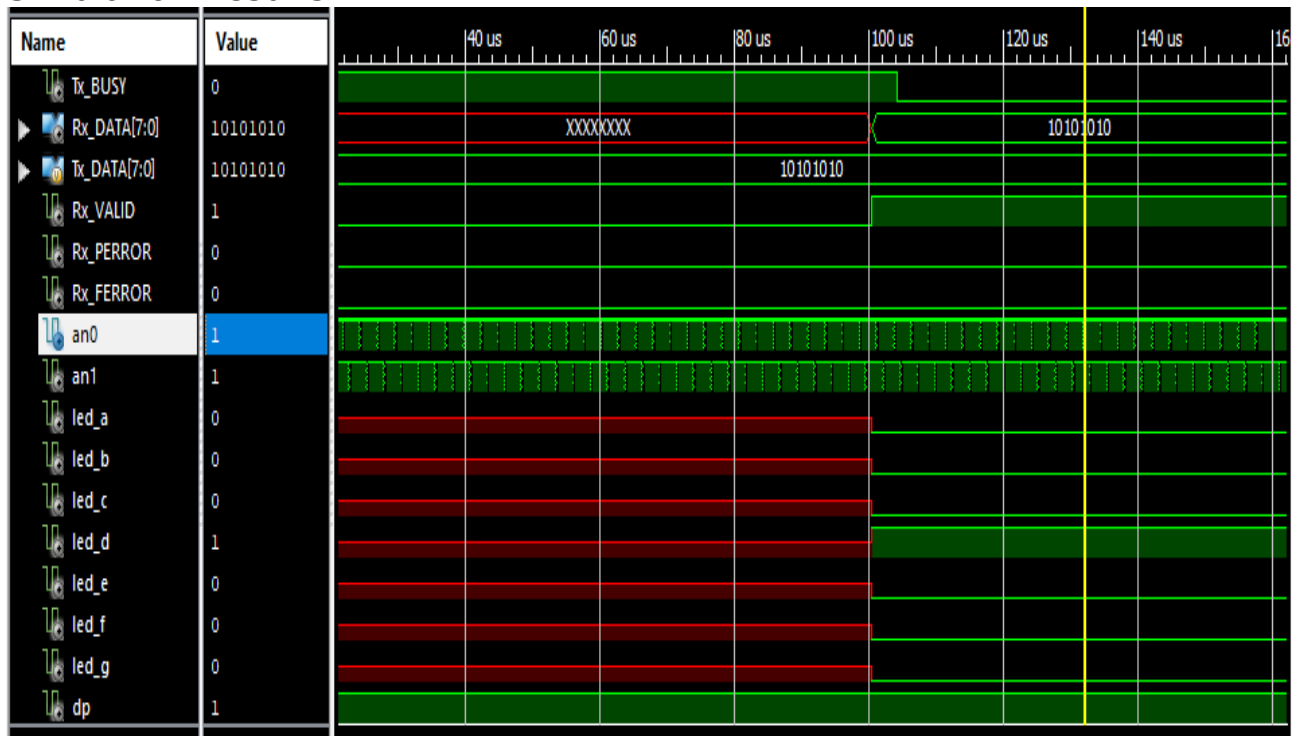 Name Value 40 us 60 us 80 us 100 us 120 us 140 us 16
Tx_BUSY 0
Rx_DATA[7:0] 10101010 XXXXXXXX 10101010
Tx_DATA[7:0] 10101010 10101010
Rx_VALID 1
Rx_PERROR 0
Rx_FERROR 0
an0 1
an1 1
led_a 0
led_b 0
led_c 0
led_d 1
led_e 0
led_f 0
led_g 0
dp 1